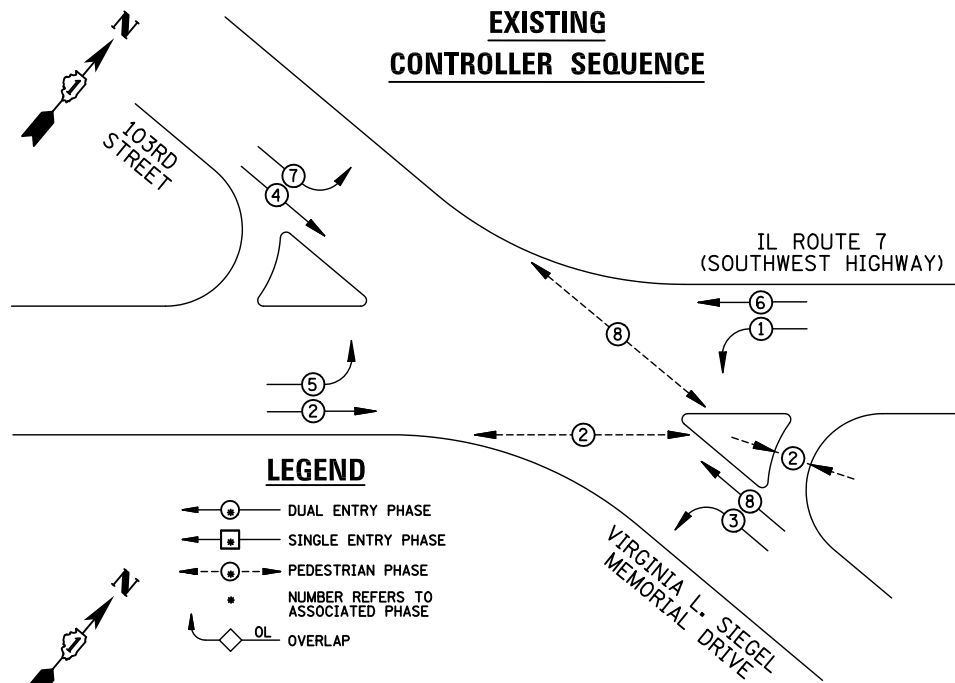 EXISTING
CONTROLLER SEQUENCE
N
1
103RD
STREET
7
4
IL ROUTE 7
(SOUTHWEST HIGHWAY)
6
1
8
5
2
2
2
8
3
VIRGINIA L. SIEGEL
MEMORIAL DRIVE
LEGEND
* DUAL ENTRY PHASE
* SINGLE ENTRY PHASE
* PEDESTRIAN PHASE
* NUMBER REFERS TO
ASSOCIATED PHASE
OL OVERLAP
N
1